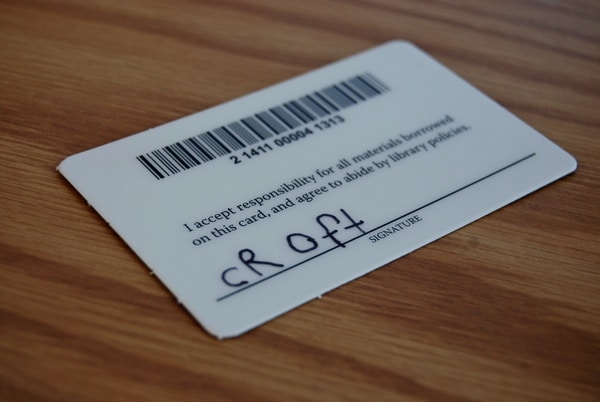 2 1411 00004 1313
I accept responsibility for all materials borrowed
on this card, and agree to abide by library policies.
cR Oft
SIGNATURE